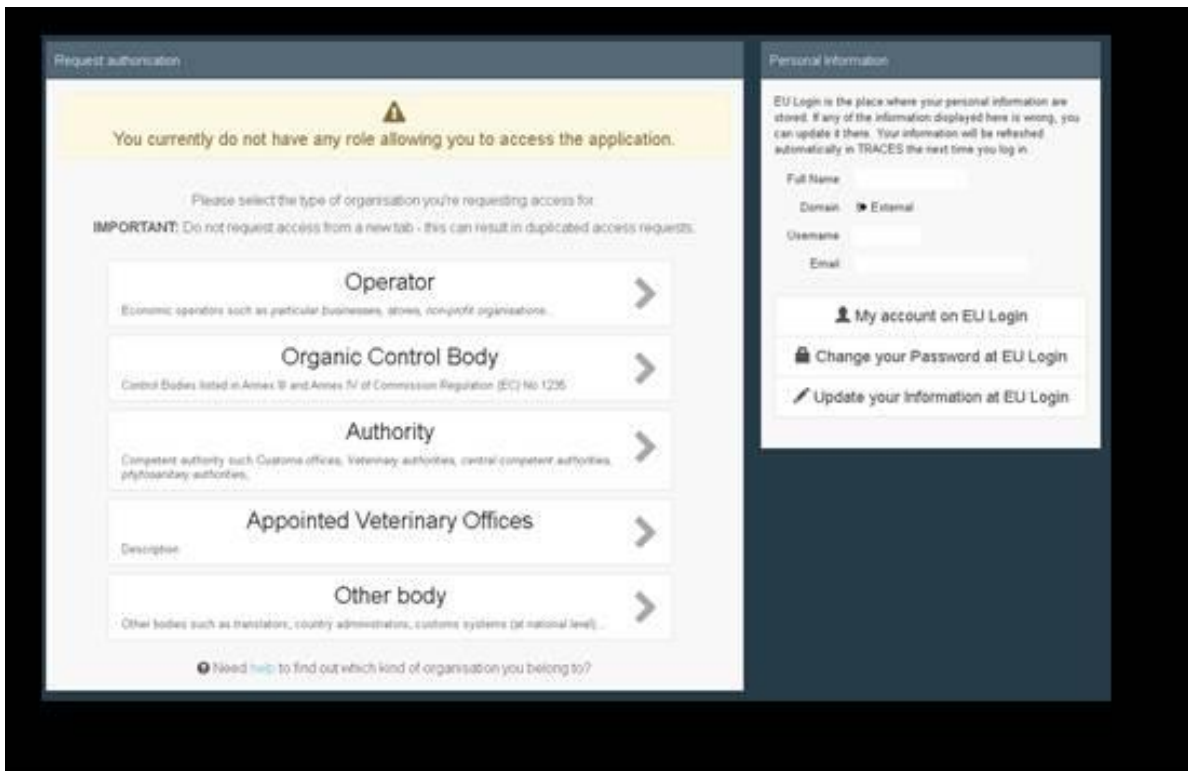 Request authorisation
You currently do not have any role allowing you to access the application.
Please select the type of organisation you're requesting access for
IMPORTANT: Do not request access from a new tab - this can result in duplicated access requests.
Operator
Economic operators such as particular businesses, stores, non-profit organisations...
Organic Control Body
Control Bodies listed in Annex III and Annex IV of Commission Regulation (EC) No 1235
Authority
Competent authority such Customs offices, Veterinary authorities, central competent authorities,
phytosanitary authorities,
Appointed Veterinary Offices
Description
Other body
Other bodies such as translators, country administrators, customs systems (at national level)...
Need help to find out which kind of organisation you belong to?
Personal Information
EU Login is the place where your personal information are
stored. If any of the information displayed here is wrong, you
can update it there. Your information will be refreshed
automatically in TRACES the next time you log in.
Full Name
Domain External
Username
Email
My account on EU Login
Change your Password at EU Login
Update your Information at EU Login